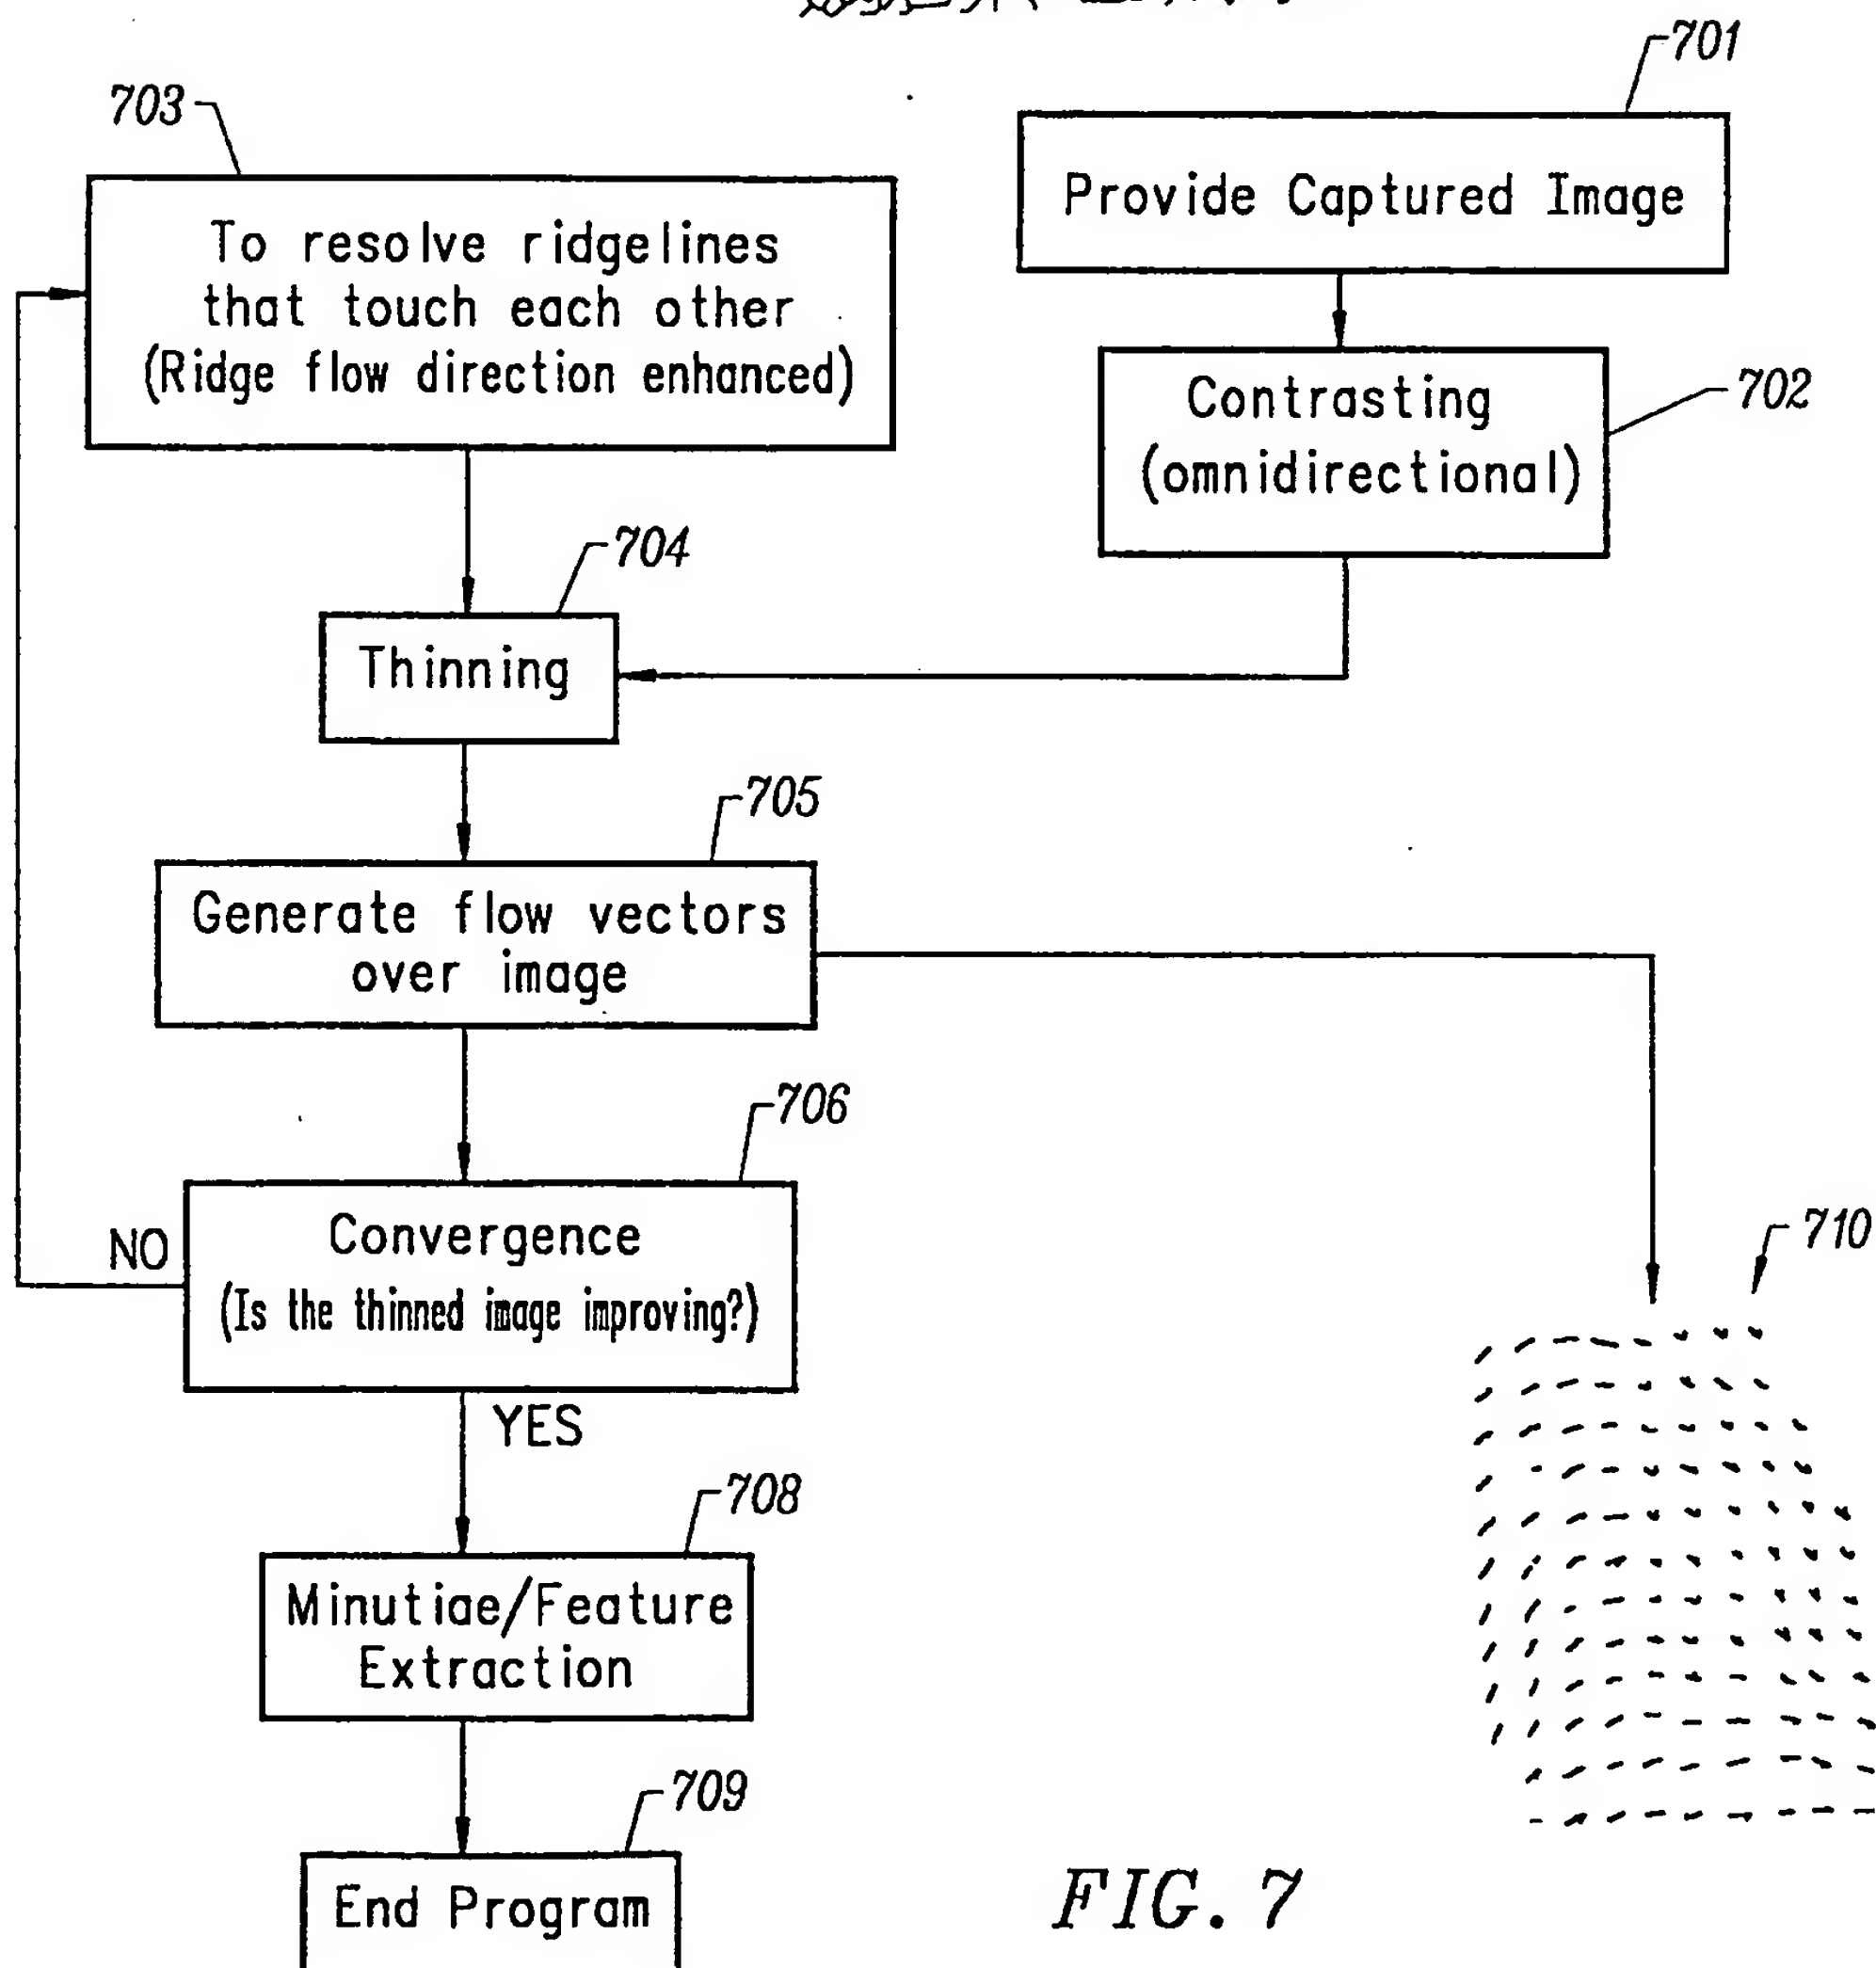 701
703
Provide Captured Image
To resolve ridgelines
that touch each other
(Ridge flow direction enhanced)
Contrasting
(omnidirectional)
702
704
Thinning
705
Generate flow vectors
over image
706
Convergence
(Is the thinned image improving?)
NO
710
YES
708
Minutiae/Feature
Extraction
709
End Program
FIG. 7